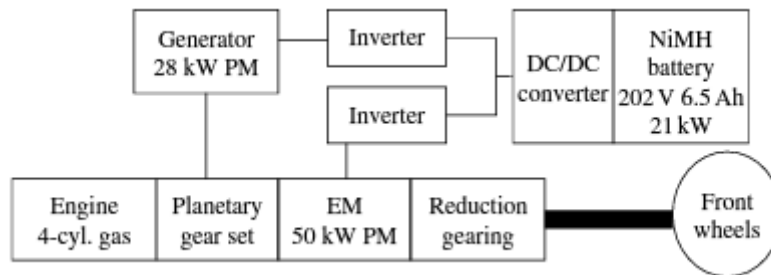 Generator
28 kW PM
Inverter
Inverter
DC/DC
converter
NiMH
battery
202 V 6.5 Ah
21 kW
Engine
4-cyl. gas
Planetary
gear set
EM
50 kW PM
Reduction
gearing
Front
wheels